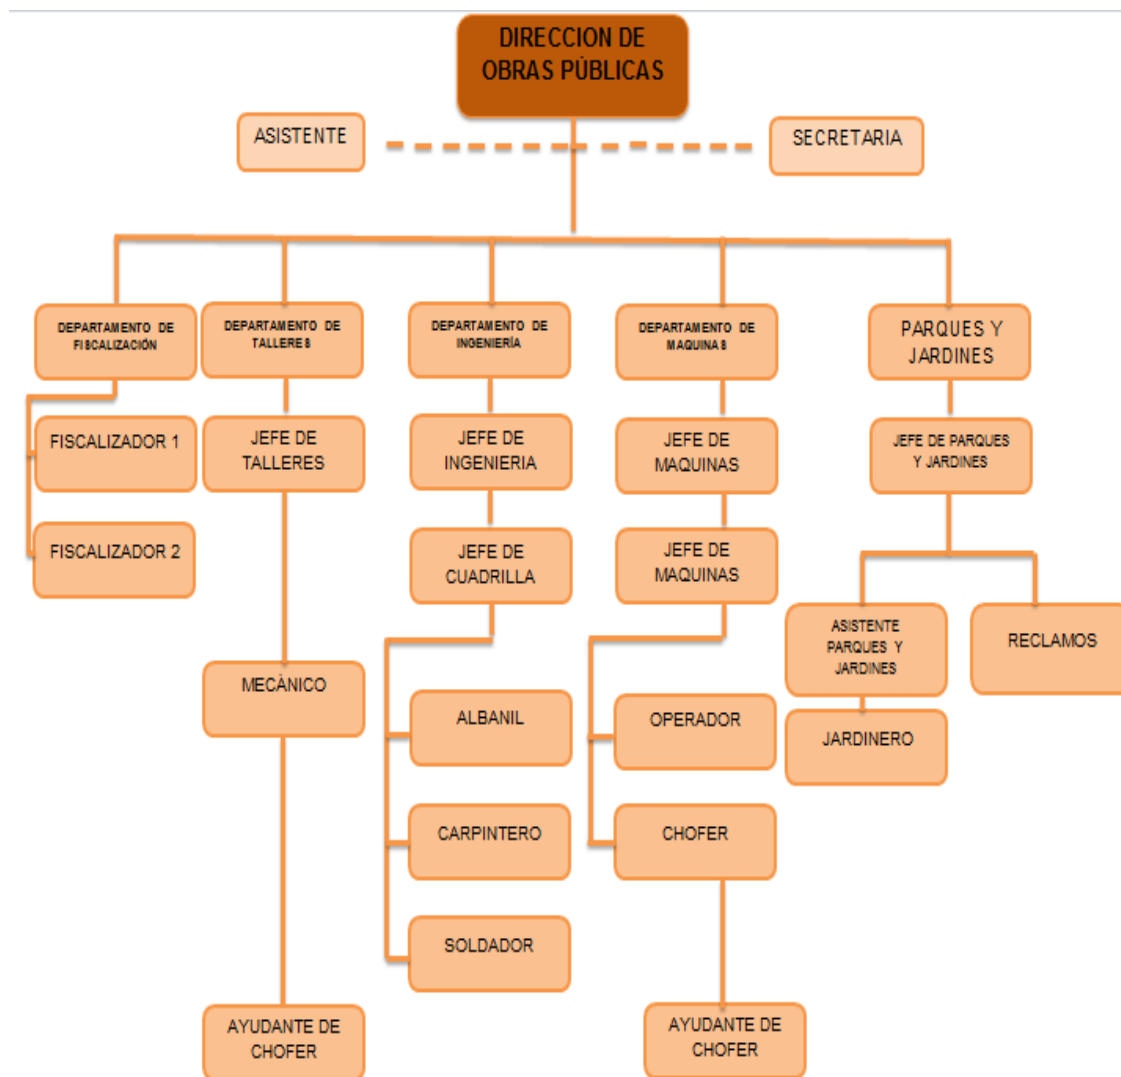 DIRECCION DE
OBRAS PÚBLICAS
ASISTENTE
SECRETARIA
DEPARTAMENTO DE
FISCALIZACIÓN
DEPARTAMENTO DE
TALLERES
DEPARTAMENTO DE
INGENIERÍA
DEPARTAMENTO DE
MAQUINAS
PARQUES Y
JARDINES
FISCALIZADOR 1
JEFE DE
TALLERES
JEFE DE
INGENIERIA
JEFE DE
MAQUINAS
JEFE DE PARQUES
Y JARDINES
FISCALIZADOR 2
JEFE DE
CUADRILLA
JEFE DE
MAQUINAS
ASISTENTE
PARQUES Y
JARDINES
RECLAMOS
MECÀNICO
ALBANIL
OPERADOR
JARDINERO
CARPINTERO
CHOFER
SOLDADOR
AYUDANTE DE
CHOFER
AYUDANTE DE
CHOFER